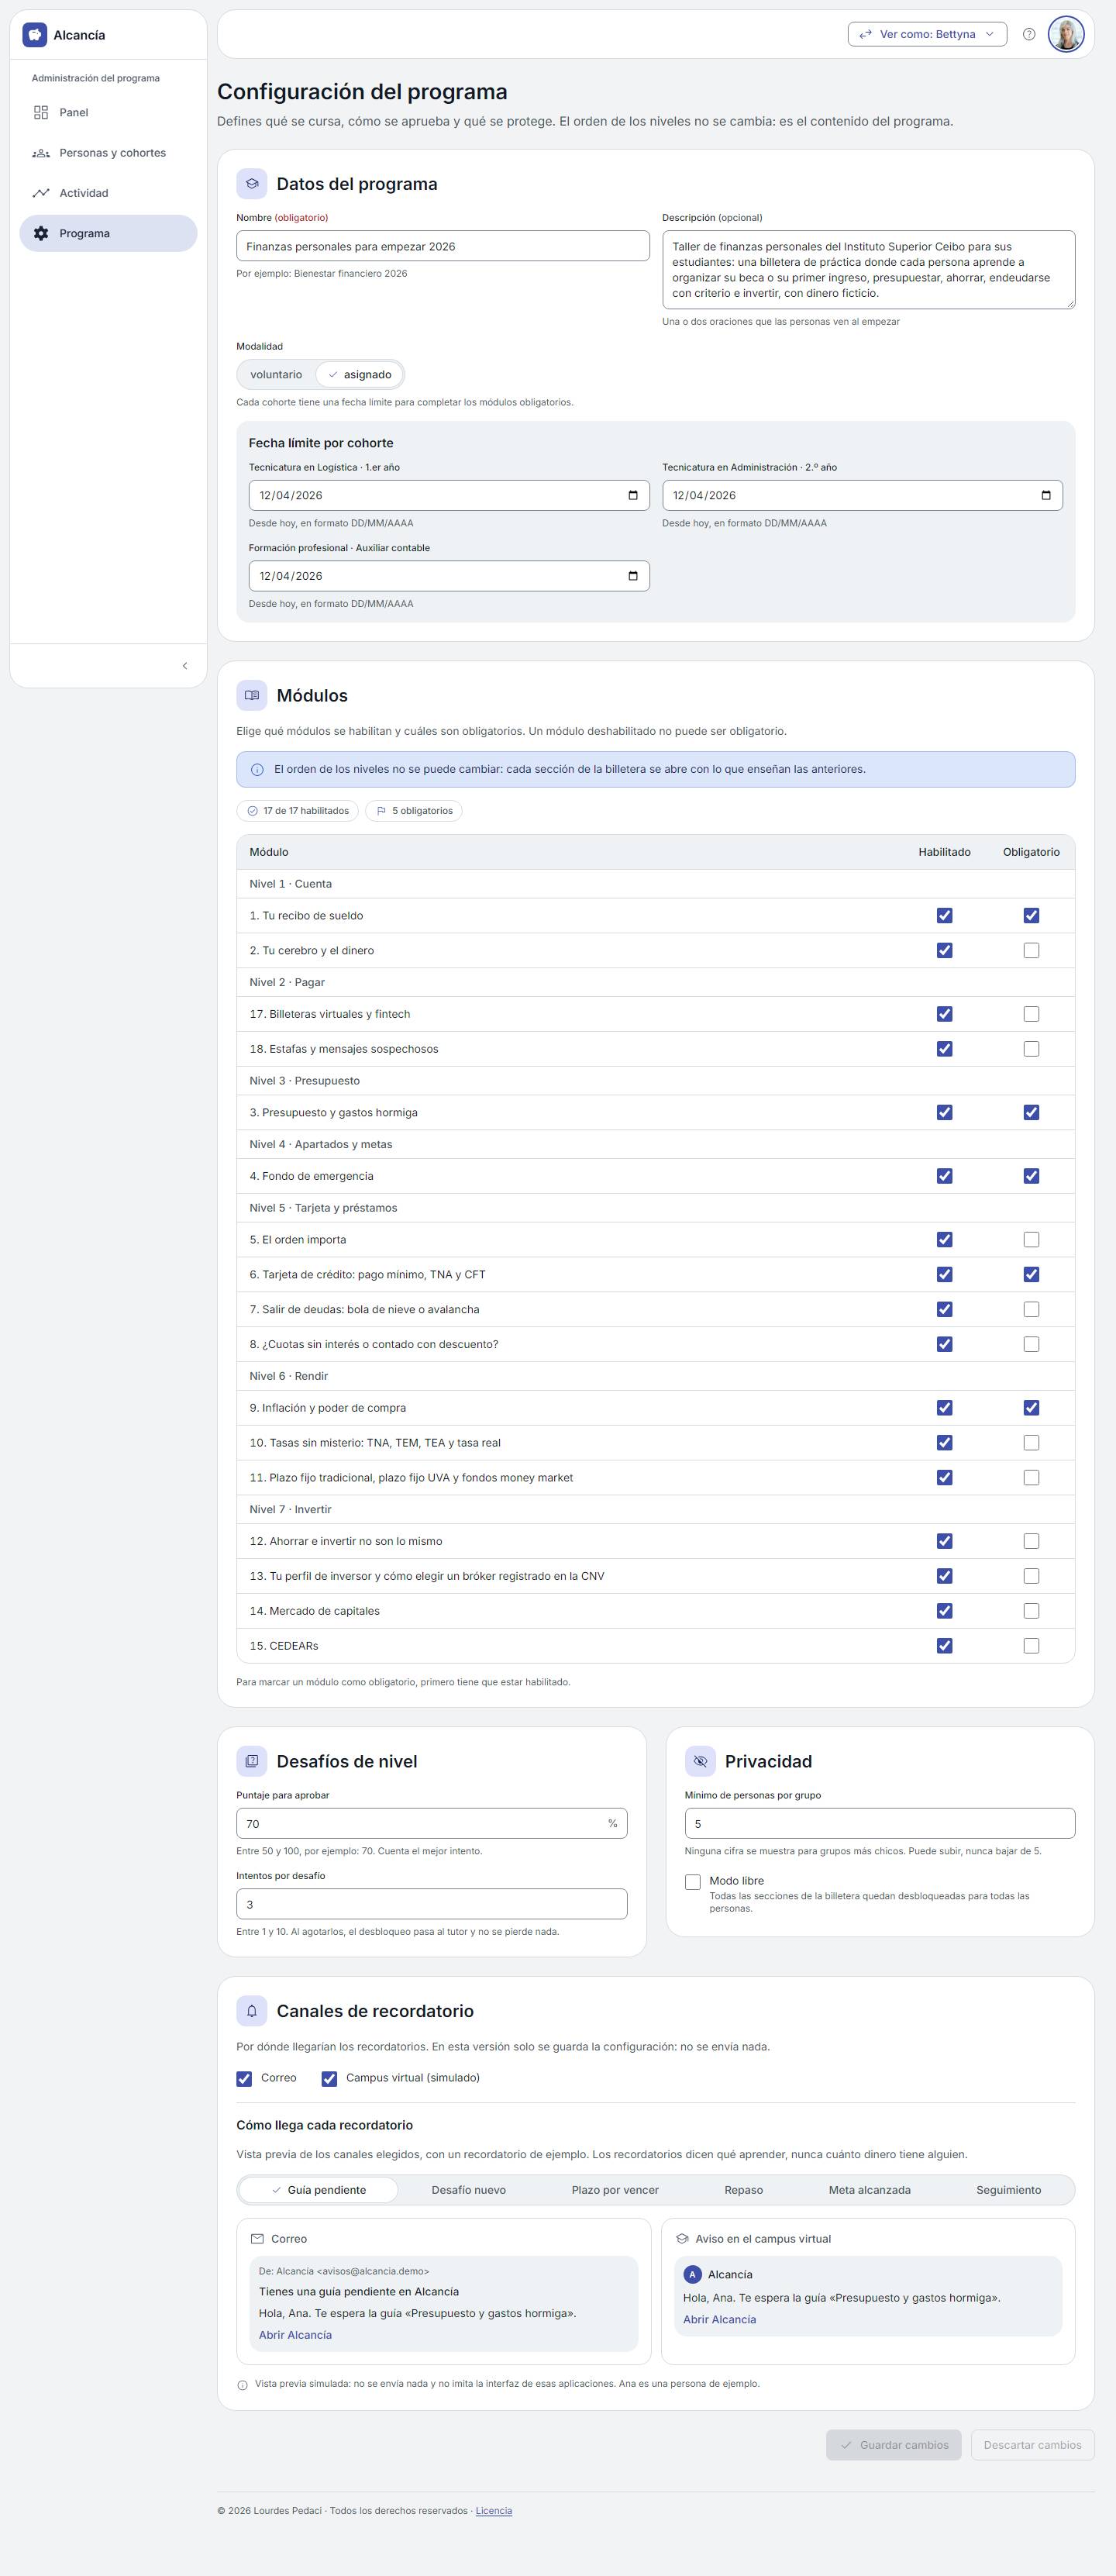 Alcancía
Ver como: Bettyna
Administración del programa
Panel
Personas y cohortes
Actividad
Programa
Configuración del programa
Defines qué se cursa, cómo se aprueba y qué se protege. El orden de los niveles no se cambia: es el contenido del programa.
Datos del programa
Nombre (obligatorio)
Finanzas personales para empezar 2026
Por ejemplo: Bienestar financiero 2026
Descripción (opcional)
Taller de finanzas personales del Instituto Superior Ceibo para sus
estudiantes: una billetera de práctica donde cada persona aprende a
organizar su beca o su primer ingreso, presupuestar, ahorrar, endeudarse
con criterio e invertir, con dinero ficticio.
Una o dos oraciones que las personas ven al empezar
Modalidad
voluntario
asignado
Cada cohorte tiene una fecha límite para completar los módulos obligatorios.
Fecha límite por cohorte
Tecnicatura en Logística · 1.er año
12/04/2026
Desde hoy, en formato DD/MM/AAAA
Tecnicatura en Administración · 2.º año
12/04/2026
Desde hoy, en formato DD/MM/AAAA
Formación profesional · Auxiliar contable
12/04/2026
Desde hoy, en formato DD/MM/AAAA
Módulos
Elige qué módulos se habilitan y cuáles son obligatorios. Un módulo deshabilitado no puede ser obligatorio.
El orden de los niveles no se puede cambiar: cada sección de la billetera se abre con lo que enseñan las anteriores.
17 de 17 habilitados
5 obligatorios
Módulo Habilitado Obligatorio
Nivel 1 · Cuenta
1. Tu recibo de sueldo
2. Tu cerebro y el dinero
Nivel 2 · Pagar
17. Billeteras virtuales y fintech
18. Estafas y mensajes sospechosos
Nivel 3 · Presupuesto
3. Presupuesto y gastos hormiga
Nivel 4 · Apartados y metas
4. Fondo de emergencia
Nivel 5 · Tarjeta y préstamos
5. El orden importa
6. Tarjeta de crédito: pago mínimo, TNA y CFT
7. Salir de deudas: bola de nieve o avalancha
8. ¿Cuotas sin interés o contado con descuento?
Nivel 6 · Rendir
9. Inflación y poder de compra
10. Tasas sin misterio: TNA, TEM, TEA y tasa real
11. Plazo fijo tradicional, plazo fijo UVA y fondos money market
Nivel 7 · Invertir
12. Ahorrar e invertir no son lo mismo
13. Tu perfil de inversor y cómo elegir un bróker registrado en la CNV
14. Mercado de capitales
15. CEDEARs
Para marcar un módulo como obligatorio, primero tiene que estar habilitado.
Desafíos de nivel
Puntaje para aprobar
70 %
Entre 50 y 100, por ejemplo: 70. Cuenta el mejor intento.
Intentos por desafío
3
Entre 1 y 10. Al agotarlos, el desbloqueo pasa al tutor y no se pierde nada.
Privacidad
Mínimo de personas por grupo
5
Ninguna cifra se muestra para grupos más chicos. Puede subir, nunca bajar de 5.
Modo libre
Todas las secciones de la billetera quedan desbloqueadas para todas las
personas.
Canales de recordatorio
Por dónde llegarían los recordatorios. En esta versión solo se guarda la configuración: no se envía nada.
Correo
Campus virtual (simulado)
Cómo llega cada recordatorio
Vista previa de los canales elegidos, con un recordatorio de ejemplo. Los recordatorios dicen qué aprender, nunca cuánto dinero tiene alguien.
Guía pendiente
Desafío nuevo
Plazo por vencer
Repaso
Meta alcanzada
Seguimiento
Correo
De: Alcancía <avisos@alcancia.demo>
Tienes una guía pendiente en Alcancía
Hola, Ana. Te espera la guía «Presupuesto y gastos hormiga».
Abrir Alcancía
Aviso en el campus virtual
A Alcancía
Hola, Ana. Te espera la guía «Presupuesto y gastos hormiga».
Abrir Alcancía
Vista previa simulada: no se envía nada y no imita la interfaz de esas aplicaciones. Ana es una persona de ejemplo.
Guardar cambios
Descartar cambios
© 2026 Lourdes Pedaci · Todos los derechos reservados · Licencia